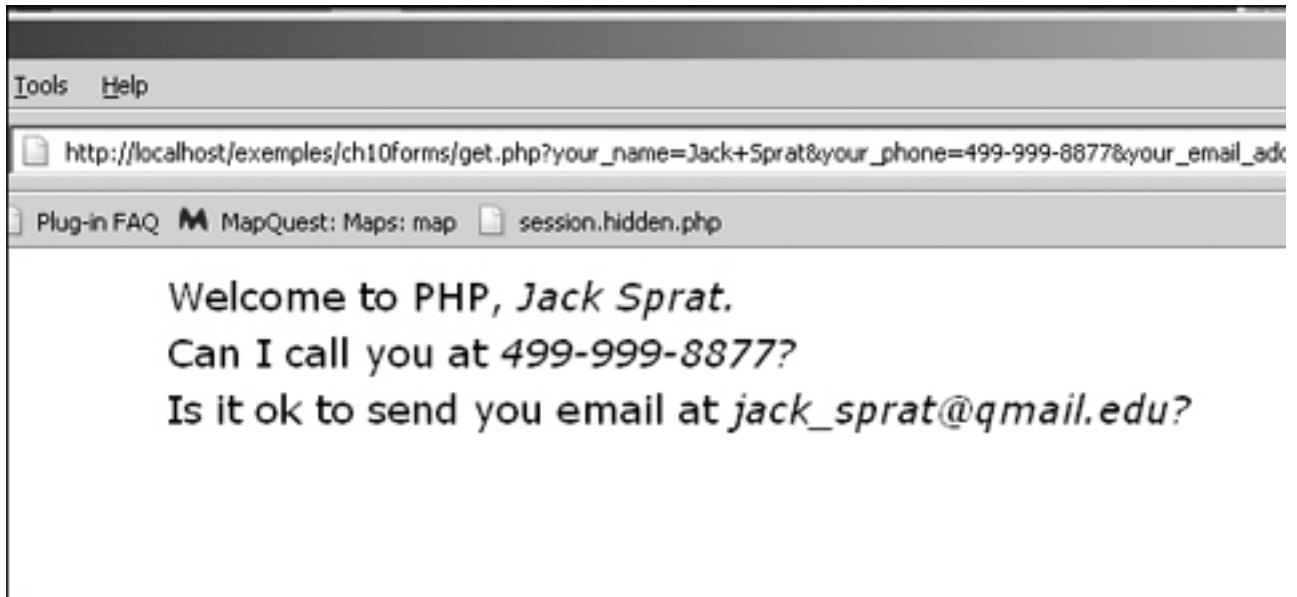 Tools Help
http://localhost/exemples/ch10forms/get.php?your_name=Jack+Sprat&your_phone=499-999-8877&your_email_adc
Plug-in FAQ MapQuest: Maps: map session.hidden.php
Welcome to PHP, Jack Sprat.
Can I call you at 499-999-8877?
Is it ok to send you email at jack_sprat@qmail.edu?